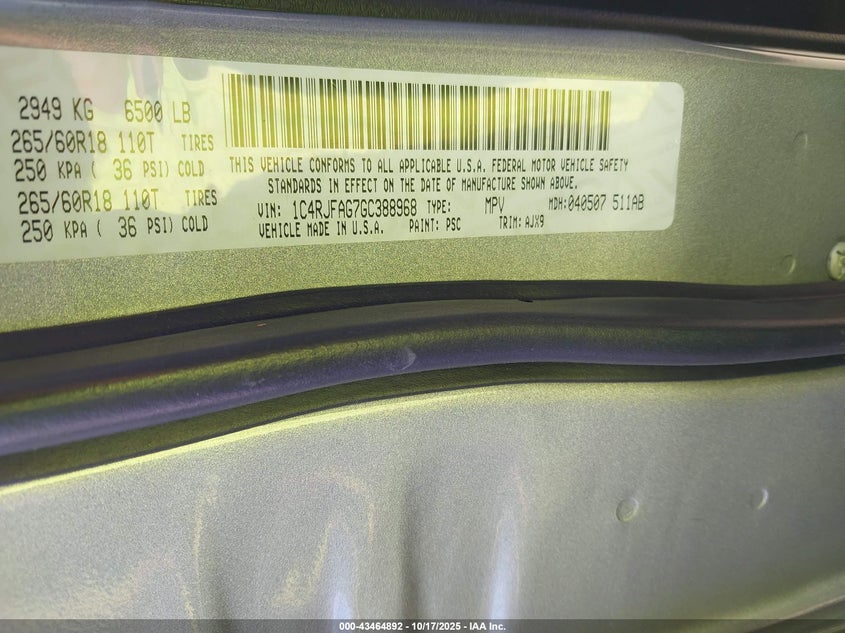 2949 KG 6500 LB
265/60R18 110T TIRES
250 KPA ( 36 PSI) COLD
265/60R18 110T TIRES
250 KPA ( 36 PSI) COLD
THIS VEHICLE CONFORMS TO ALL APPLICABLE U.S.A. FEDERAL MOTOR VEHICLE SAFETY
STANDARDS IN EFFECT ON THE DATE OF MANUFACTURE SHOWN ABOVE.
VIN: 1C4RJFAG7GC388968 TYPE: MPV MDH: 040507 511AB
VEHICLE MADE IN U.S.A. PAINT: PSC TRIM: AJX9
000-43464892 - 10/17/2025 - IAA Inc.